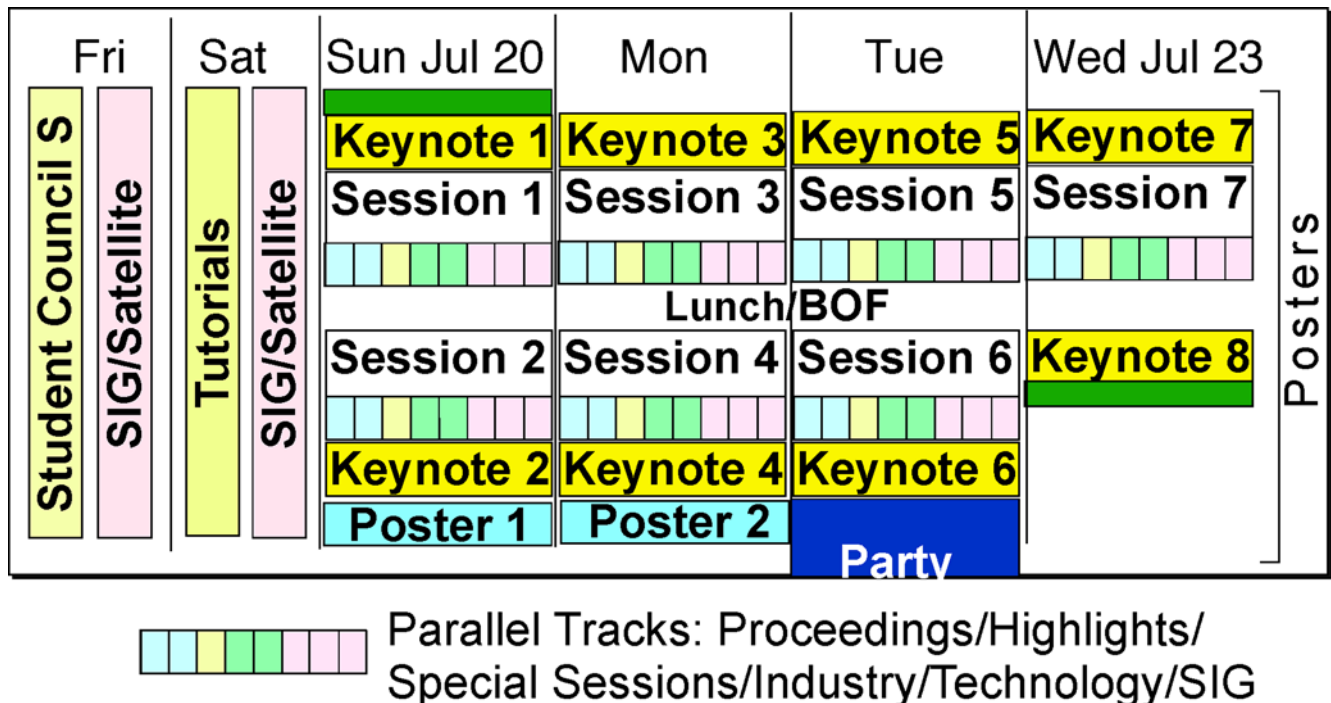 Fri
Sat
Sun Jul 20
Mon
Tue
Wed Jul 23
Student Council S
SIG/Satellite
Tutorials
SIG/Satellite
Keynote 1
Keynote 3
Keynote 5
Keynote 7
Session 1
Session 3
Session 5
Session 7
Lunch/BOF
Session 2
Session 4
Session 6
Keynote 8
Keynote 2
Keynote 4
Keynote 6
Poster 1
Poster 2
Party
Posters
Parallel Tracks: Proceedings/Highlights/
Special Sessions/Industry/Technology/SIG